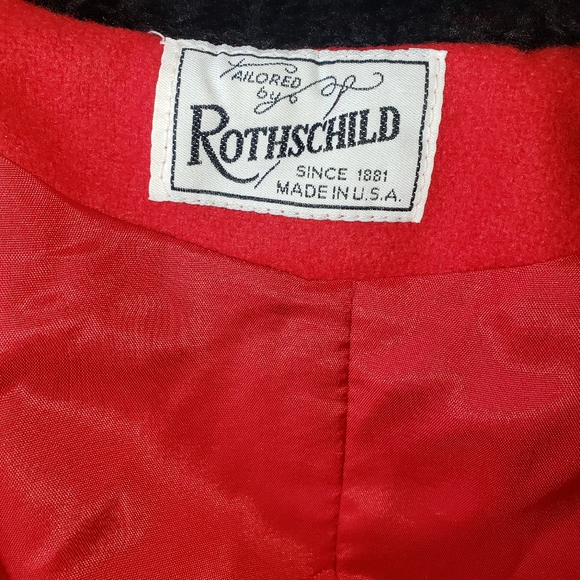 TAILORED
by
ROTHSCHILD
SINCE 1881
MADE IN U.S.A.